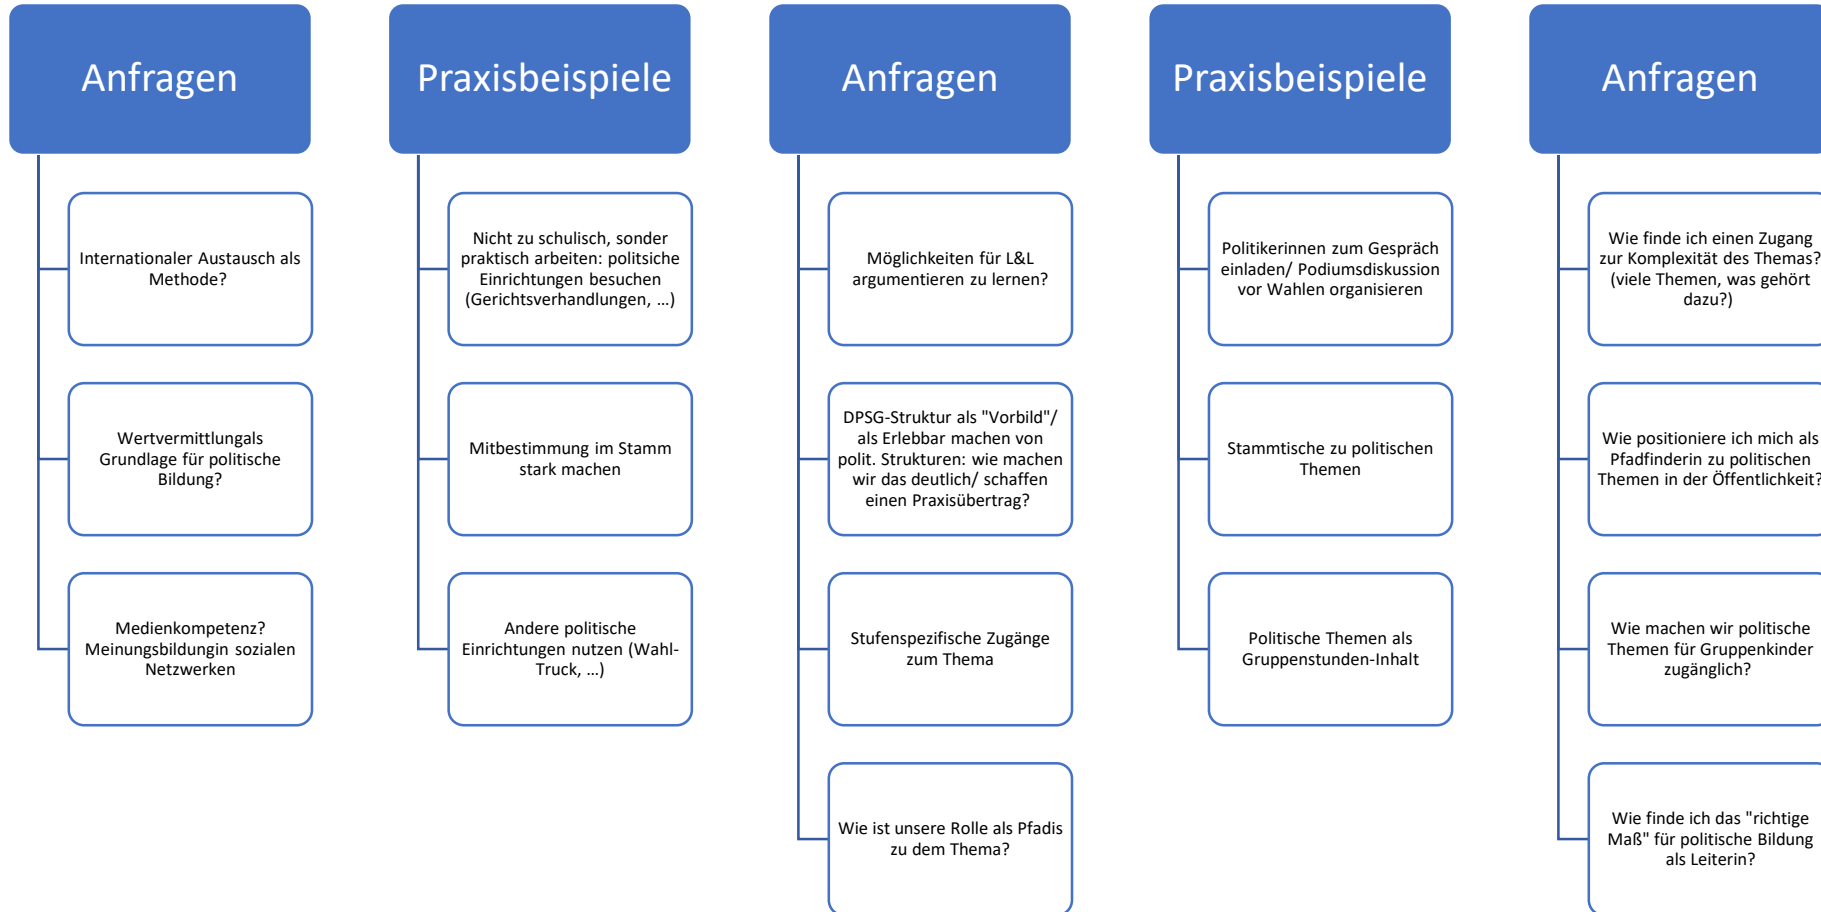 Anfragen
Internationaler Austausch als
Methode?
Wertvermittlungals
Grundlage für politische
Bildung?
Medienkompetenz?
Meinungsbildungin sozialen
Netzwerken
Praxisbeispiele
Nicht zu schulisch, sonder
praktisch arbeiten: politsiche
Einrichtungen besuchen
(Gerichtsverhandlungen, …)
Mitbestimmung im Stamm
stark machen
Andere politische
Einrichtungen nutzen (Wahl-
Truck, …)
Anfragen
Möglichkeiten für L&L
argumentieren zu lernen?
DPSG-Struktur als "Vorbild"/
als Erlebbar machen von
polit. Strukturen: wie machen
wir das deutlich/ schaffen
einen Praxisübertrag?
Stufenspezifische Zugänge
zum Thema
Wie ist unsere Rolle als Pfadis
zu dem Thema?
Praxisbeispiele
Politikerinnen zum Gespräch
einladen/ Podiumsdiskussion
vor Wahlen organisieren
Stammtische zu politischen
Themen
Politische Themen als
Gruppenstunden-Inhalt
Anfragen
Wie finde ich einen Zugang
zur Komplexität des Themas?
(viele Themen, was gehört
dazu?)
Wie positioniere ich mich als
Pfadfinderin zu politischen
Themen in der Öffentlichkeit?
Wie machen wir politische
Themen für Gruppenkinder
zugänglich?
Wie finde ich das "richtige
Maß" für politische Bildung
als Leiterin?